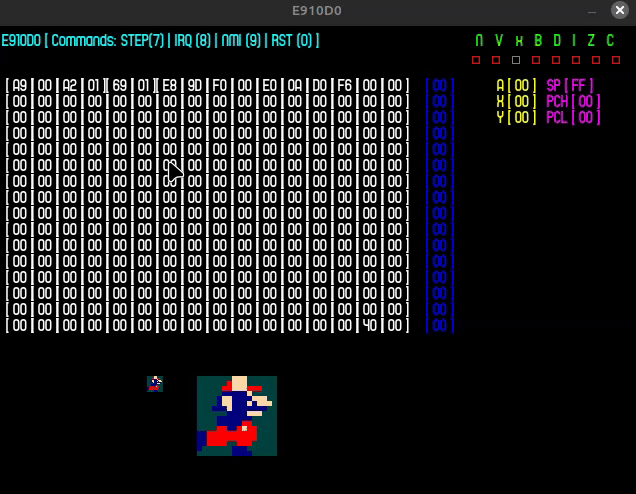 E910D0
E910D0 [ Commands: STEP(7) | IRQ (8) | NMI (9) | RST (0) ]
N V x B D I Z C
[A9|00|A2|01][69|01][E8|9D|F0|00|E0|0A|D0|F6|00|00] [00] A[00] SP[FF]
[00|00|00|00|00|00|00|00|00|00|00|00|00|00|00|00] [00] X[00] PCH[00]
[00|00|00|00|00|00|00|00|00|00|00|00|00|00|00|00] [00] Y[00] PCL[00]
[00|00|00|00|00|00|00|00|00|00|00|00|00|00|00|00] [00]
[00|00|00|00|00|00|00|00|00|00|00|00|00|00|00|00] [00]
[00|00|00|00|00|00|00|00|00|00|00|00|00|00|00|00] [00]
[00|00|00|00|00|00|00|00|00|00|00|00|00|00|00|00] [00]
[00|00|00|00|00|00|00|00|00|00|00|00|00|00|00|00] [00]
[00|00|00|00|00|00|00|00|00|00|00|00|00|00|00|00] [00]
[00|00|00|00|00|00|00|00|00|00|00|00|00|00|00|00] [00]
[00|00|00|00|00|00|00|00|00|00|00|00|00|00|00|00] [00]
[00|00|00|00|00|00|00|00|00|00|00|00|00|00|00|00] [00]
[00|00|00|00|00|00|00|00|00|00|00|00|00|00|00|00] [00]
[00|00|00|00|00|00|00|00|00|00|00|00|00|00|00|00] [00]
[00|00|00|00|00|00|00|00|00|00|00|00|00|00|00|00] [00]
[00|00|00|00|00|00|00|00|00|00|00|00|00|00|40|00] [00]